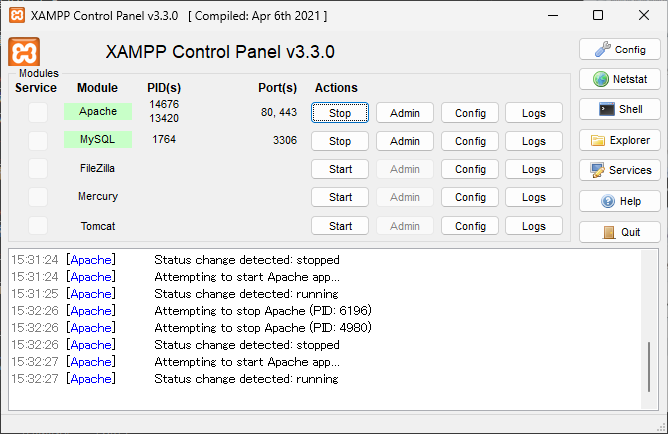 XAMPP Control Panel v3.3.0 [ Compiled: Apr 6th 2021 ]
XAMPP Control Panel v3.3.0
Config
Modules
Service Module PID(s) Port(s) Actions
Netstat
Apache 14676 13420 80, 443 Stop Admin Config Logs
Shell
MySQL 1764 3306 Stop Admin Config Logs
Explorer
FileZilla Start Admin Config Logs
Services
Mercury Start Admin Config Logs
Help
Tomcat Start Admin Config Logs
Quit
15:31:24 [Apache] Status change detected: stopped
15:31:24 [Apache] Attempting to start Apache app...
15:31:25 [Apache] Status change detected: running
15:32:26 [Apache] Attempting to stop Apache (PID: 6196)
15:32:26 [Apache] Attempting to stop Apache (PID: 4980)
15:32:26 [Apache] Status change detected: stopped
15:32:27 [Apache] Attempting to start Apache app...
15:32:27 [Apache] Status change detected: running